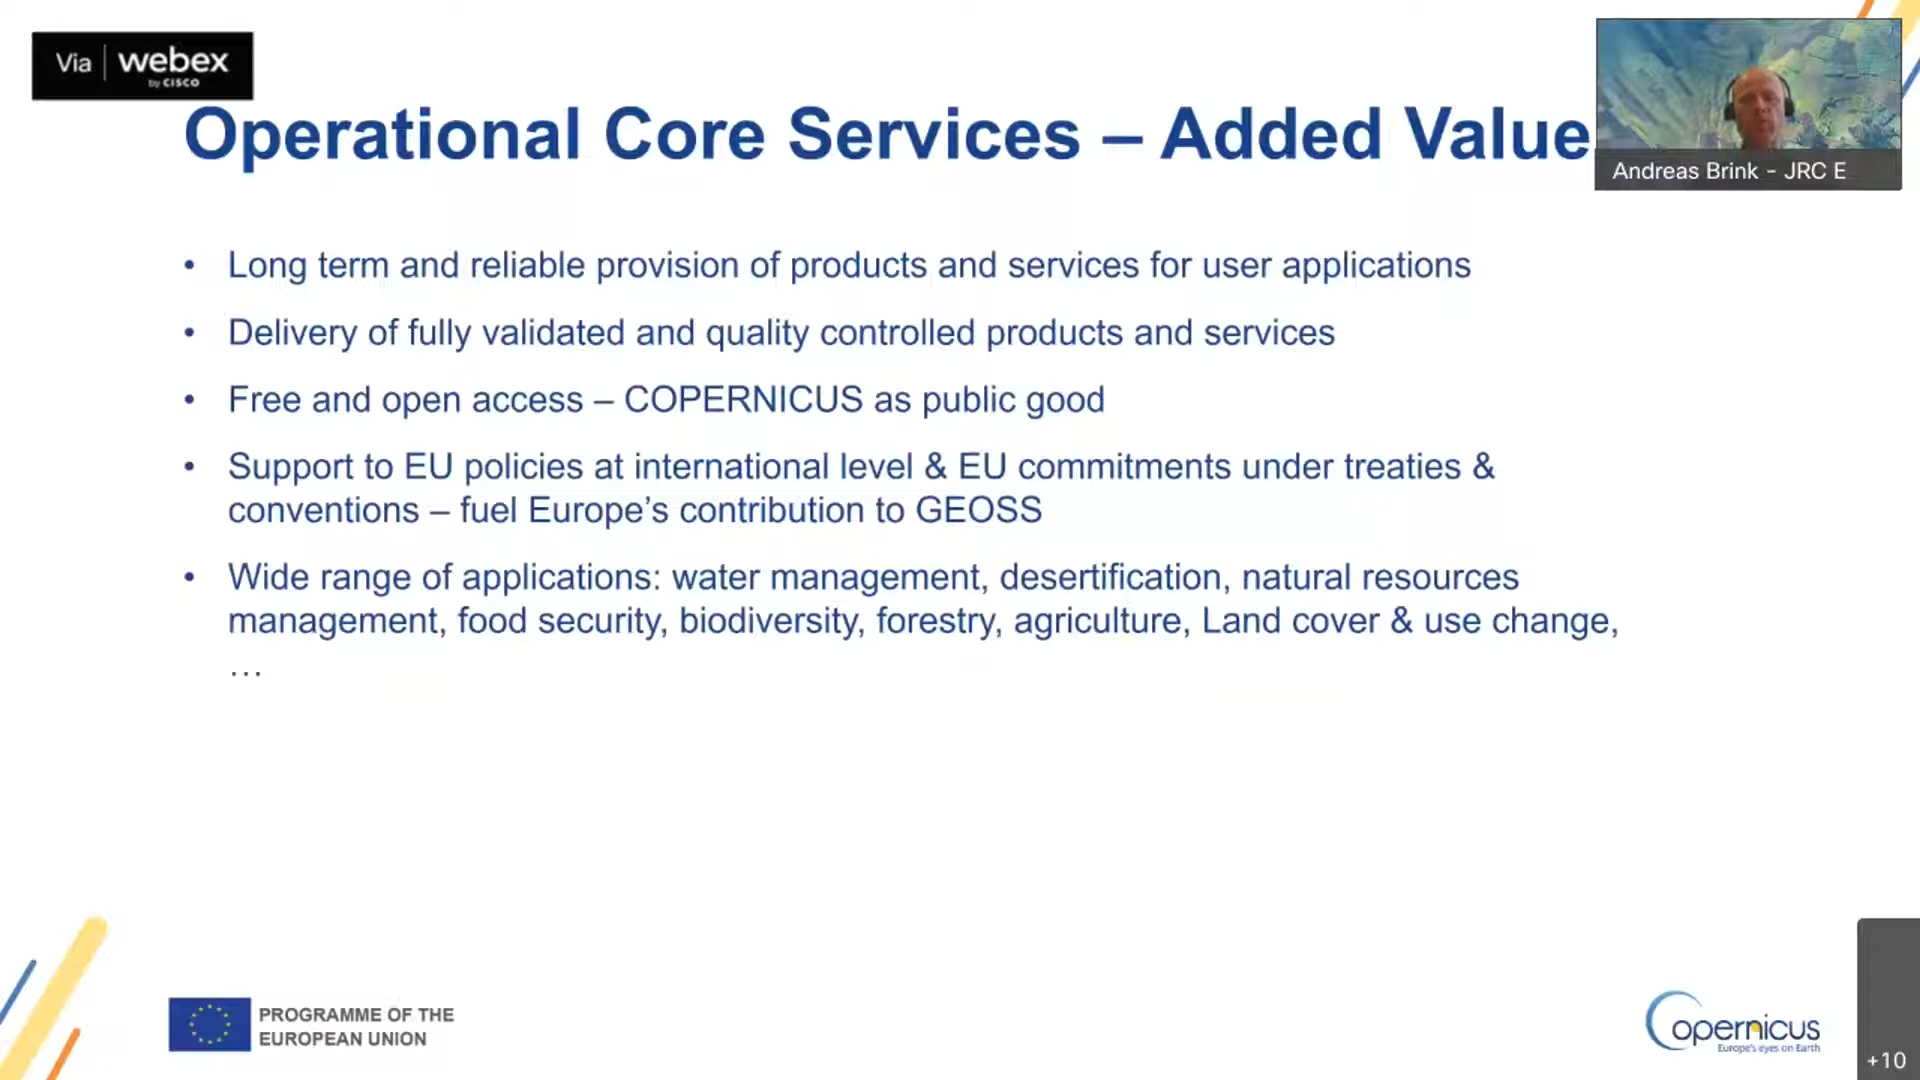 Via webex
by CISCO
Operational Core Services – Added Value
Andreas Brink - JRC E
• Long term and reliable provision of products and services for user applications
• Delivery of fully validated and quality controlled products and services
• Free and open access – COPERNICUS as public good
• Support to EU policies at international level & EU commitments under treaties &
conventions – fuel Europe’s contribution to GEOSS
• Wide range of applications: water management, desertification, natural resources
management, food security, biodiversity, forestry, agriculture, Land cover & use change,
…
PROGRAMME OF THE
EUROPEAN UNION
opernicus
Europe's eyes on Earth
+10